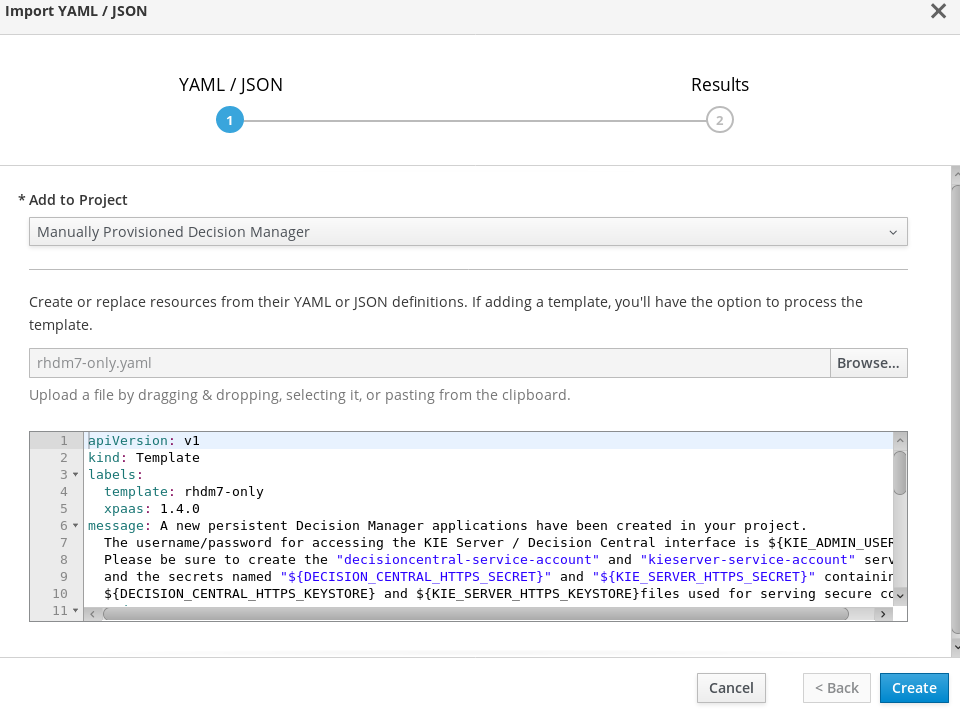 Import YAML / JSON
YAML / JSON
Results
1
2
* Add to Project
Manually Provisioned Decision Manager
Create or replace resources from their YAML or JSON definitions. If adding a template, you'll have the option to process the
template.
rhdm7-only.yaml
Browse...
Upload a file by dragging & dropping, selecting it, or pasting from the clipboard.
1 apiVersion: v1
2 kind: Template
3 labels:
4 template: rhdm7-only
5 xpaas: 1.4.0
6 message: A new persistent Decision Manager applications have been created in your project.
7 The username/password for accessing the KIE Server / Decision Central interface is ${KIE_ADMIN_USER
8 Please be sure to create the "decisioncentral-service-account" and "kieserver-service-account" serv
9 and the secrets named "${DECISION_CENTRAL_HTTPS_SECRET}" and "${KIE_SERVER_HTTPS_SECRET}" containin
10 ${DECISION_CENTRAL_HTTPS_KEYSTORE} and ${KIE_SERVER_HTTPS_KEYSTORE}files used for serving secure co
11
Cancel
< Back
Create